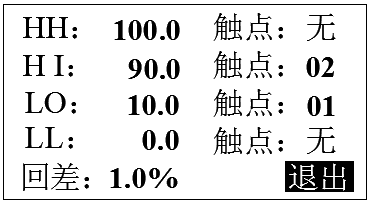 HH： 100.0 触点：无
H I： 90.0 触点：02
LO： 10.0 触点：01
LL： 0.0 触点：无
回差：1.0% 退出